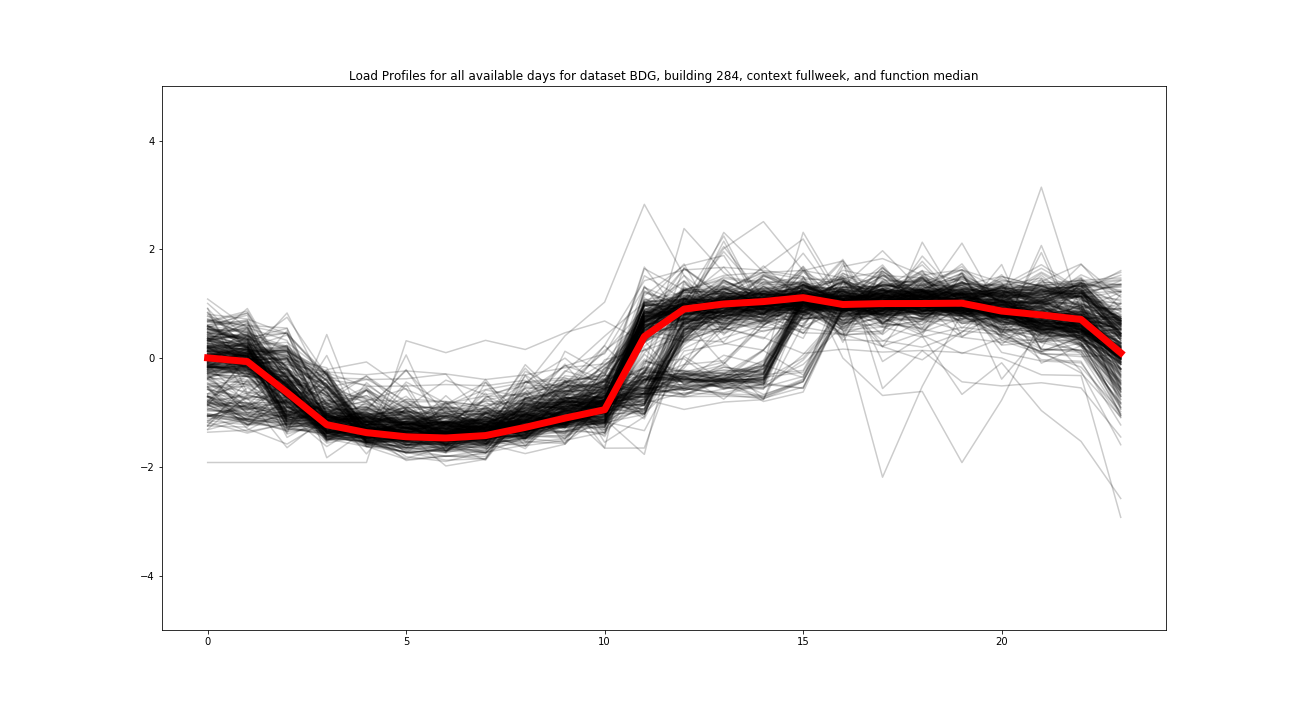 Load Profiles for all available days for dataset BDG, building 284, context fullweek, and function median
4
2
0
−2
−4
0 5 10 15 20